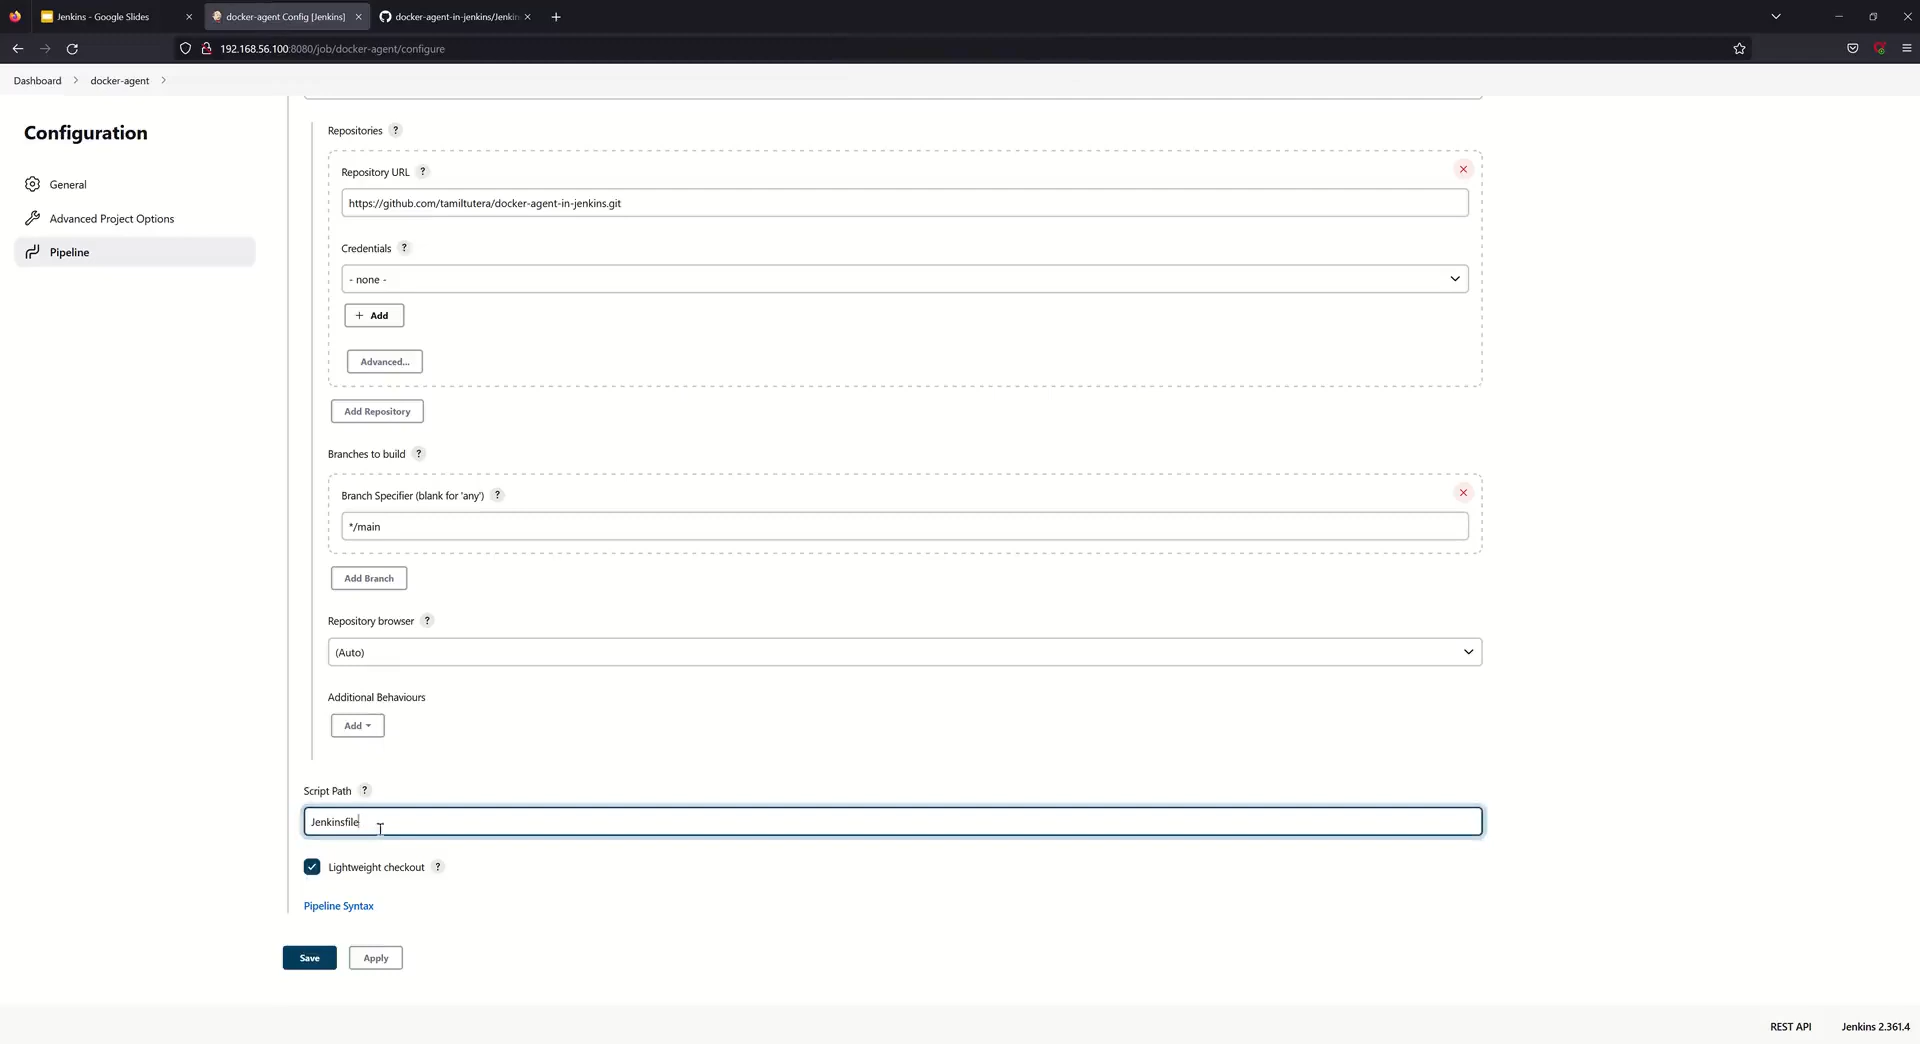 Jenkins - Google Slides
docker-agent Config [Jenkins]
docker-agent-in-jenkins/Jenkin
192.168.56.100:8080/job/docker-agent/configure
Dashboard
docker-agent
Configuration
General
Advanced Project Options
Pipeline
Repositories ?
Repository URL ?
https://github.com/tamiltutera/docker-agent-in-jenkins.git
Credentials ?
- none -
+ Add
Advanced...
Add Repository
Branches to build ?
Branch Specifier (blank for 'any') ?
*/main
Add Branch
Repository browser ?
(Auto)
Additional Behaviours
Add
Script Path ?
Jenkinsfile
Lightweight checkout ?
Pipeline Syntax
Save
Apply
REST API
Jenkins 2.361.4